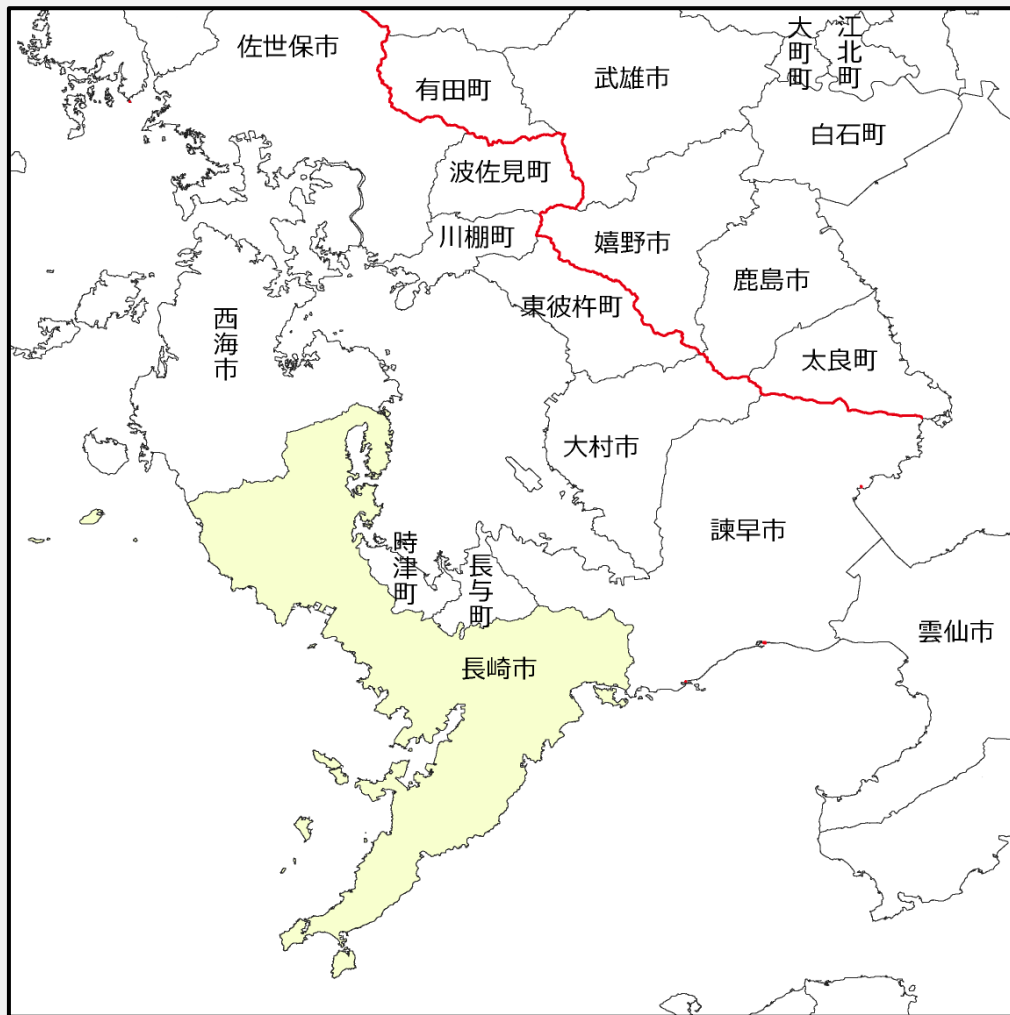 佐世保市
有田町
武雄市
大町町
江北町
白石町
波佐見町
川棚町
嬉野市
鹿島市
東彼杵町
西海市
太良町
大村市
諫早市
時津町
長与町
雲仙市
長崎市